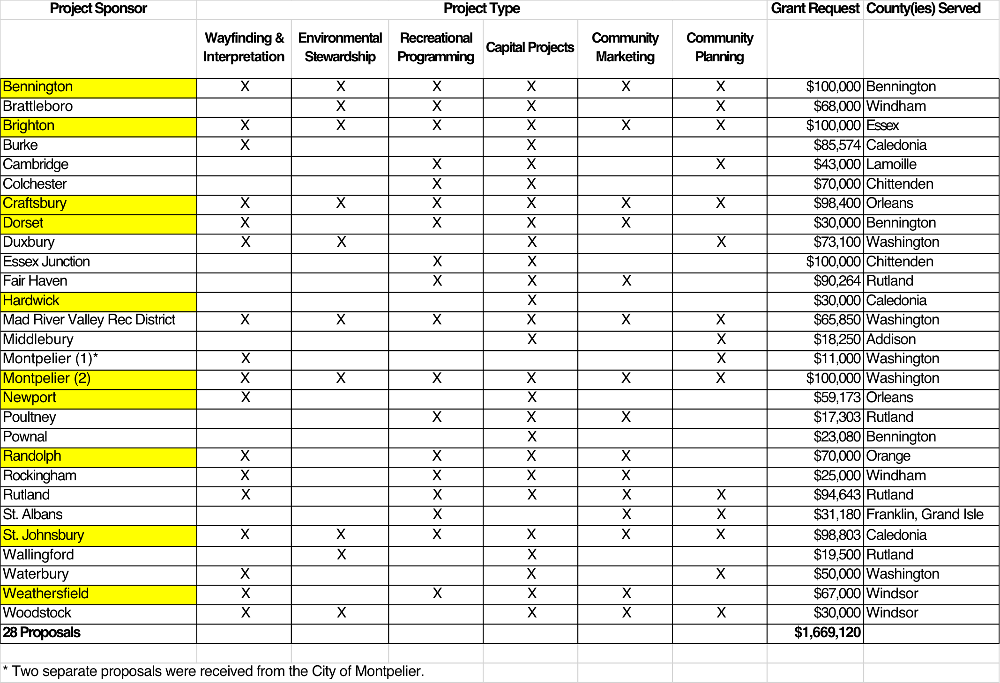 Project Sponsor Project Type Grant Request County(ies) Served
Wayfinding & Interpretation Environmental Stewardship Recreational Programming Capital Projects Community Marketing Community Planning
Bennington X X X X X X $100,000 Bennington
Brattleboro X X X X $68,000 Windham
Brighton X X X X X X $100,000 Essex
Burke X X $85,574 Caledonia
Cambridge X X X $43,000 Lamoille
Colchester X X $70,000 Chittenden
Craftsbury X X X X X X $98,400 Orleans
Dorset X X X X $30,000 Bennington
Duxbury X X X X $73,100 Washington
Essex Junction X X $100,000 Chittenden
Fair Haven X X X $90,264 Rutland
Hardwick X $30,000 Caledonia
Mad River Valley Rec District X X X X X X $65,850 Washington
Middlebury X X $18,250 Addison
Montpelier (1)* X X $11,000 Washington
Montpelier (2) X X X X X X $100,000 Washington
Newport X X $59,173 Orleans
Poultney X X X $17,303 Rutland
Pownal X $23,080 Bennington
Randolph X X X X $70,000 Orange
Rockingham X X X X $25,000 Windham
Rutland X X X X X $94,643 Rutland
St. Albans X X X $31,180 Franklin, Grand Isle
St. Johnsbury X X X X X X $98,803 Caledonia
Wallingford X X $19,500 Rutland
Waterbury X X X $50,000 Washington
Weathersfield X X X X $67,000 Windsor
Woodstock X X X X X $30,000 Windsor
28 Proposals $1,669,120
* Two separate proposals were received from the City of Montpelier.